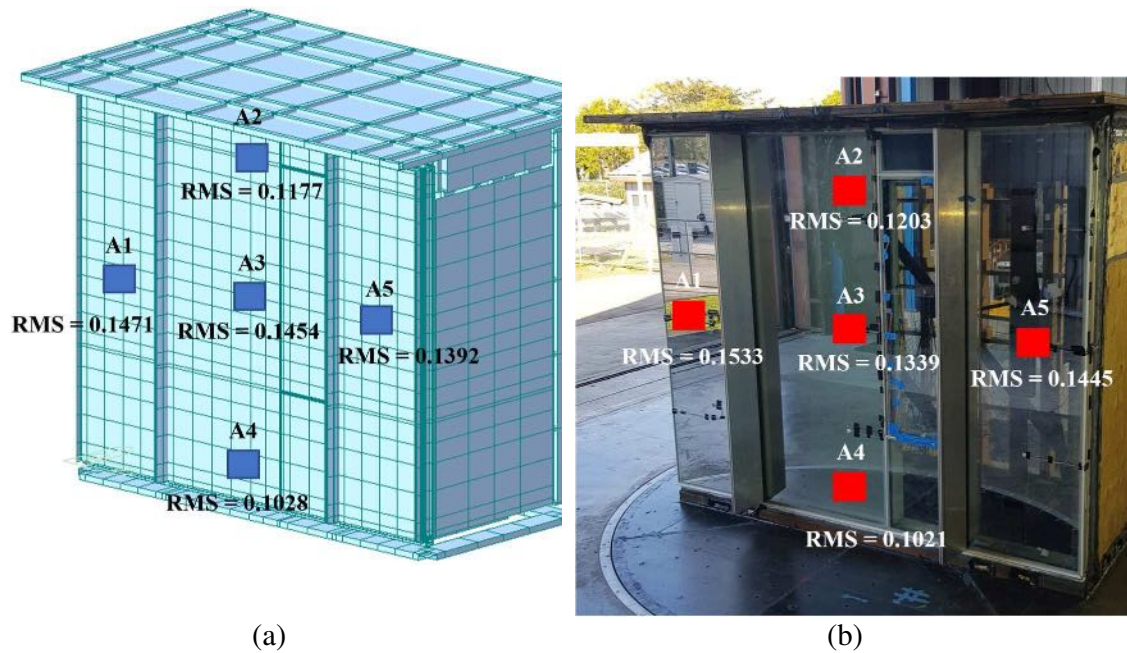 A2
RMS = 0.1177
A1
RMS = 0.1471
A3
RMS = 0.1454
A5
RMS = 0.1392
A4
RMS = 0.1028
(a)
A2
RMS = 0.1203
A1
RMS = 0.1533
A3
RMS = 0.1339
A5
RMS = 0.1445
A4
RMS = 0.1021
(b)